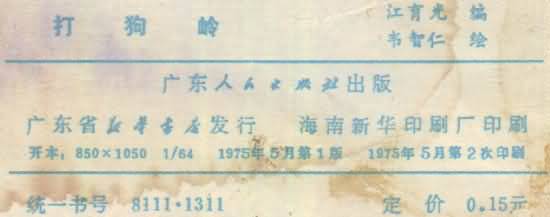 打狗岭 江育光 编
韦智仁 绘
广东人民出版社出版
广东省新华书店发行 海南新华印刷厂印刷
开本：850×1050 1/64 1975年5月第1版 1975年5月第2次印刷
统一书号 8111·1311 定价 0.15元